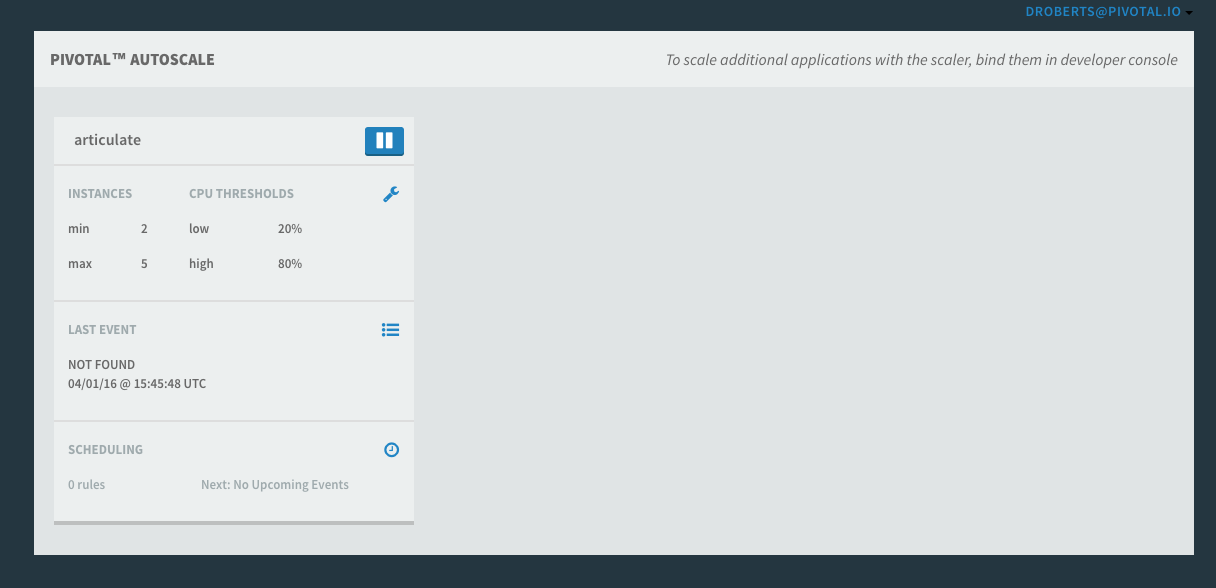 DROBERTS@PIVOTAL.IO
PIVOTAL™ AUTOSCALE To scale additional applications with the scaler, bind them in developer console
articulate
INSTANCES CPU THRESHOLDS
min 2 low 20%
max 5 high 80%
LAST EVENT
NOT FOUND
04/01/16 @ 15:45:48 UTC
SCHEDULING
0 rules Next: No Upcoming Events